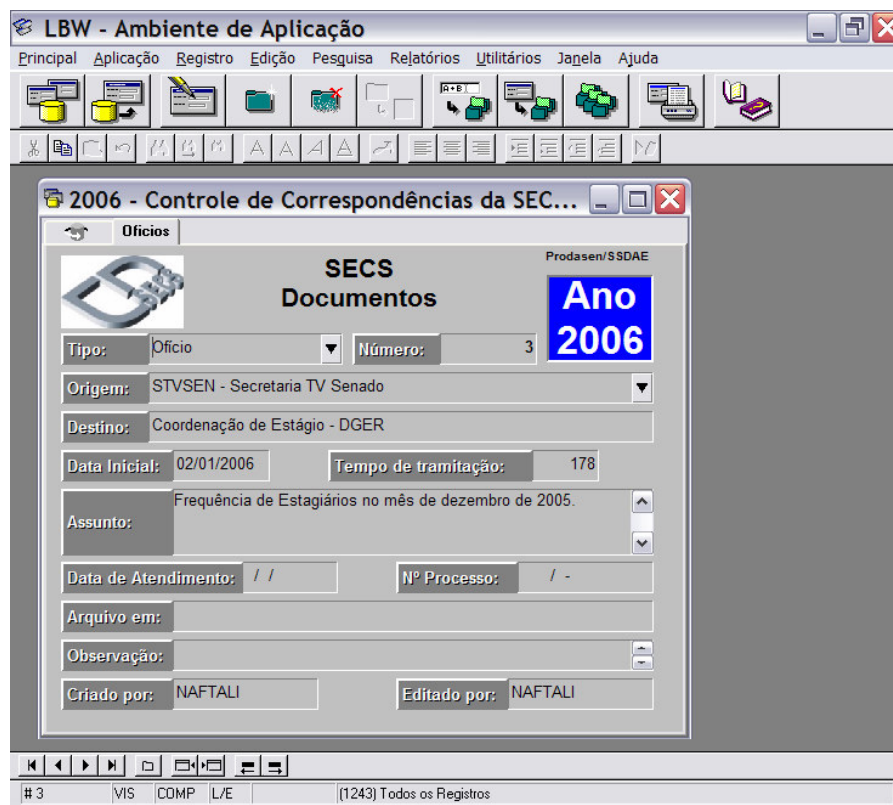 LBW - Ambiente de Aplicação
Principal Aplicação Registro Edição Pesquisa Relatórios Utilitários Janela Ajuda
A+B
A A A A
2006 - Controle de Correspondências da SEC...
Ofícios
SECS
SECS
Documentos
Prodasen/SSDAE
Ano
2006
Tipo: Ofício Número: 3
Origem: STVSEN - Secretaria TV Senado
Destino: Coordenação de Estágio - DGER
Data Inicial: 02/01/2006 Tempo de tramitação: 178
Assunto: Frequência de Estagiários no mês de dezembro de 2005.
Data de Atendimento: / / Nº Processo: / -
Arquivo em:
Observação:
Criado por: NAFTALI Editado por: NAFTALI
# 3 VIS COMP L/E (1243) Todos os Registros